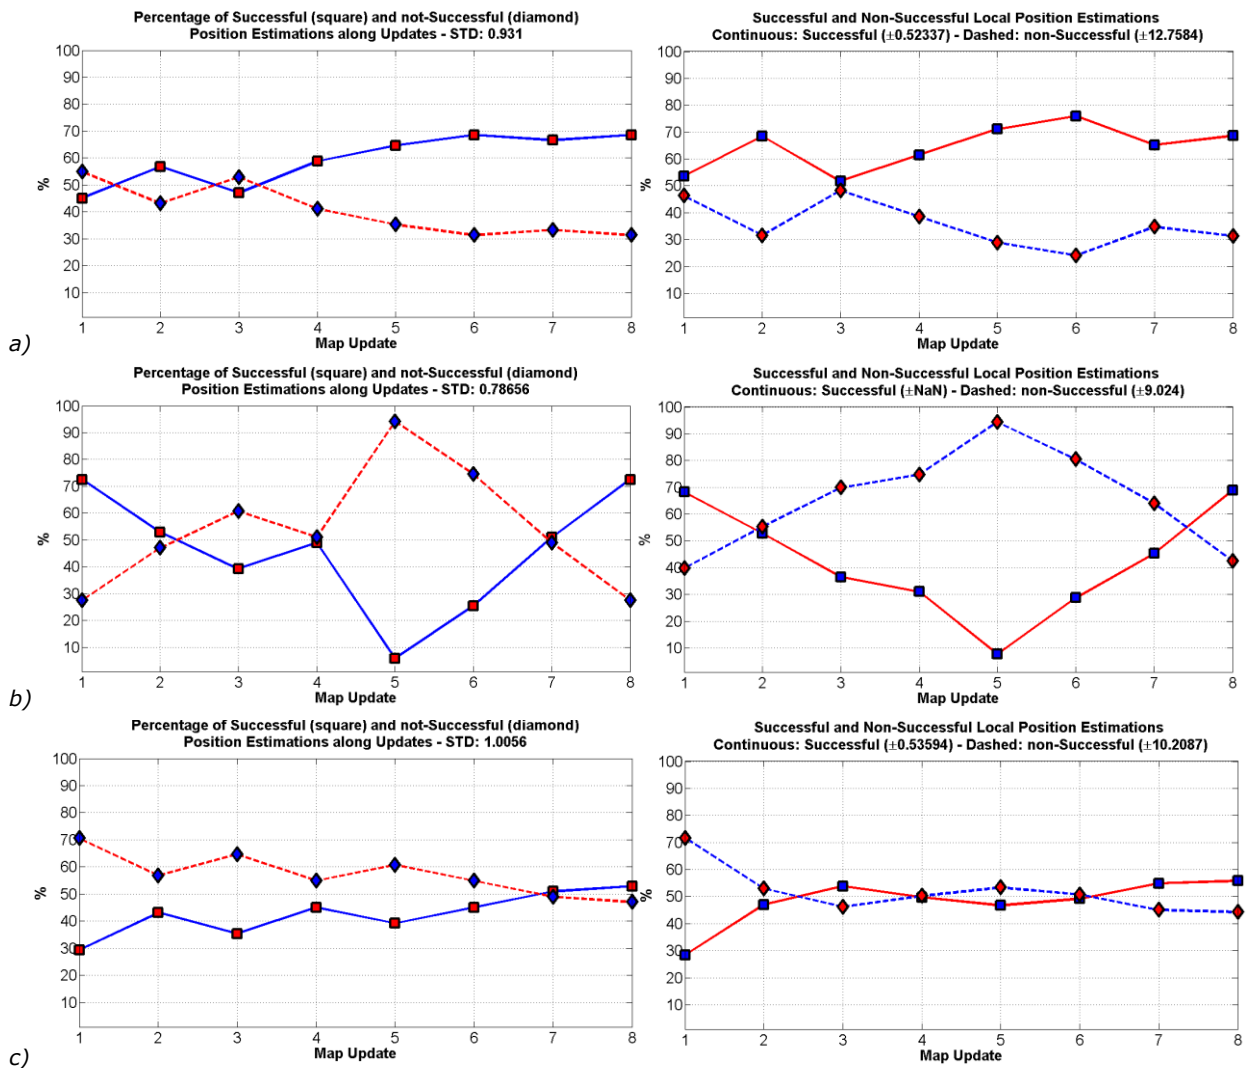 Percentage of Successful (square) and not-Successful (diamond)
Position Estimations along Updates - STD: 0.931
100
90
80
70
60
50
40
30
20
10
%
1 2 3 4 5 6 7 8
Map Update
Successful and Non-Successful Local Position Estimations
Continuous: Successful (±0.52337) - Dashed: non-Successful (±12.7584)
100
90
80
70
60
50
40
30
20
10
%
1 2 3 4 5 6 7 8
Map Update
a)
Percentage of Successful (square) and not-Successful (diamond)
Position Estimations along Updates - STD: 0.78656
100
90
80
70
60
50
40
30
20
10
%
1 2 3 4 5 6 7 8
Map Update
Successful and Non-Successful Local Position Estimations
Continuous: Successful (±NaN) - Dashed: non-Successful (±9.024)
100
90
80
70
60
50
40
30
20
10
%
1 2 3 4 5 6 7 8
Map Update
b)
Percentage of Successful (square) and not-Successful (diamond)
Position Estimations along Updates - STD: 1.0056
100
90
80
70
60
50
40
30
20
10
%
1 2 3 4 5 6 7 8
Map Update
Successful and Non-Successful Local Position Estimations
Continuous: Successful (±0.53594) - Dashed: non-Successful (±10.2087)
100
90
80
70
60
50
40
30
20
10
%
1 2 3 4 5 6 7 8
Map Update
c)